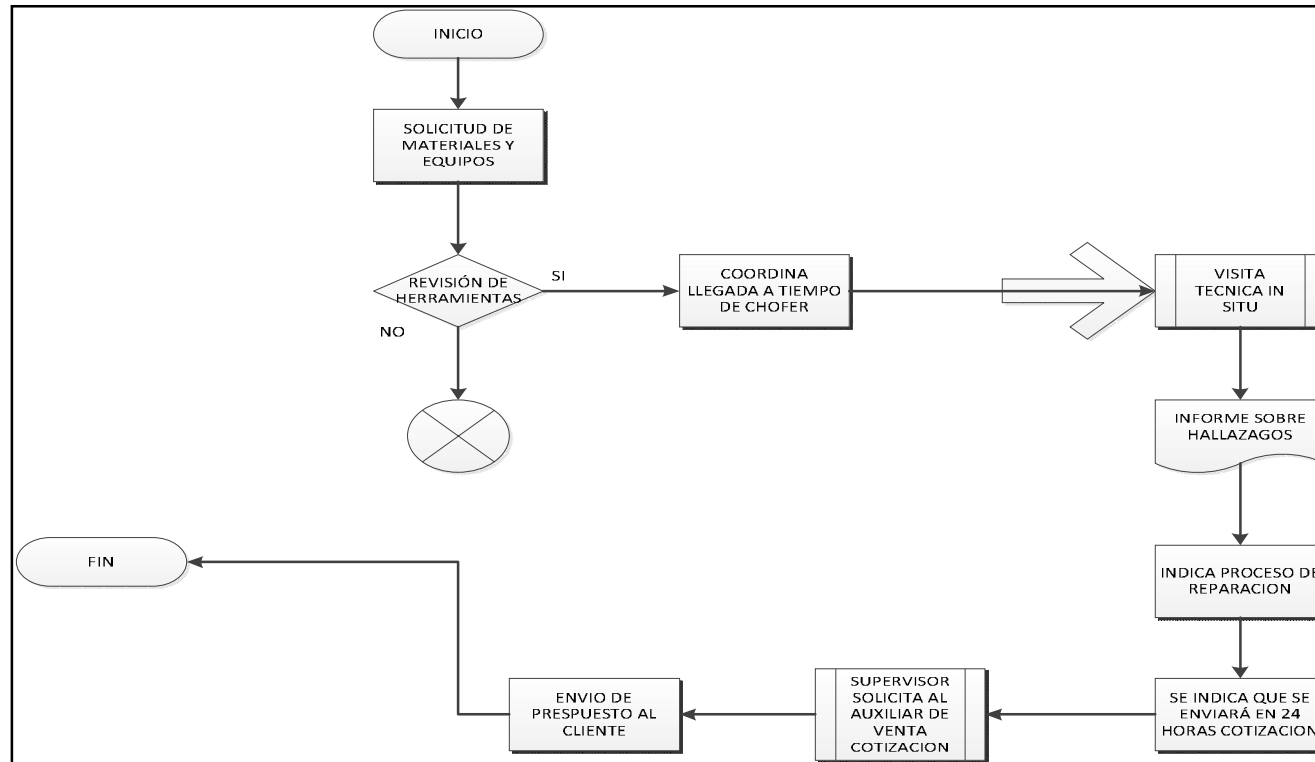 INICIO
SOLICITUD DE
MATERIALES Y
EQUIPOS
REVISIÓN DE
HERRAMIENTAS
SI
NO
COORDINA
LLEGADA A TIEMPO
DE CHOFER
VISITA
TECNICA IN
SITU
INFORME SOBRE
HALLAZAGOS
INDICA PROCESO DE
REPARACION
SE INDICA QUE SE
ENVIARÁ EN 24
HORAS COTIZACION
SUPERVISOR
SOLICITA AL
AUXILIAR DE
VENTA
COTIZACION
ENVIO DE
PRESPUESTO AL
CLIENTE
FIN